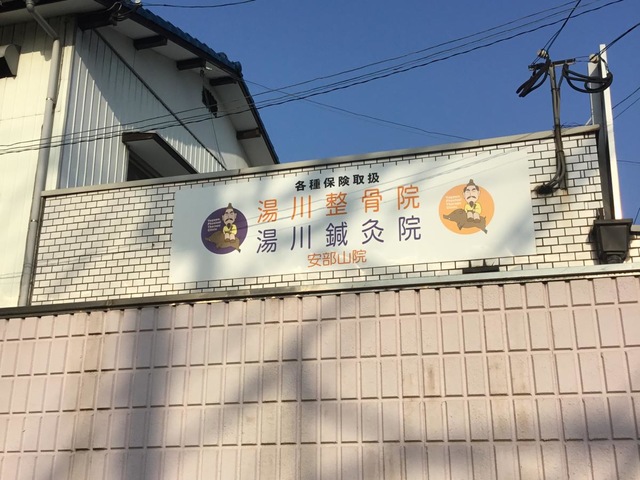 各種保険取扱
湯川整骨院
湯川鍼灸院
安部山院